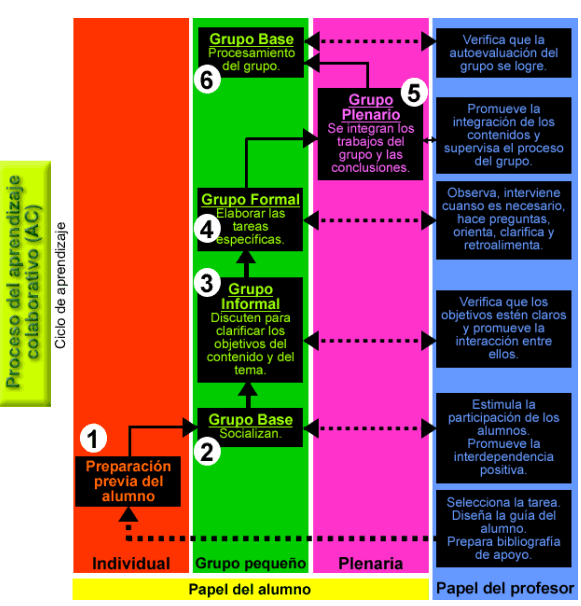 Proceso del aprendizaje
colaborativo (AC)
Ciclo de aprendizaje
Grupo Base
Procesamiento
del grupo.
6
Verifica que la
autoevaluación del
grupo se logre.
5
Grupo
Plenario
Se integran los
trabajos del
grupo y las
conclusiones.
Promueve la
integración de los
contenidos y
supervisa el proceso
del grupo.
Grupo Formal
Elaborar las
tareas
específicas.
4
Observa, interviene
cuanso es necesario,
hace preguntas,
orienta, clarifica y
retroalimenta.
3
Grupo
Informal
Discuten para
clarificar los
objetivos del
contenido y del
tema.
Verifica que los
objetivos estén claros
y promueve la
interacción entre
ellos.
Grupo Base
Socializan.
2
Estimula la
participación de los
alumnos.
Promueve la
interdependencia
positiva.
1
Preparación
previa del
alumno
Selecciona la tarea.
Diseña la guía del
alumno.
Prepara bibliografía
de apoyo.
Individual
Grupo pequeño
Plenaria
Papel del alumno
Papel del profesor